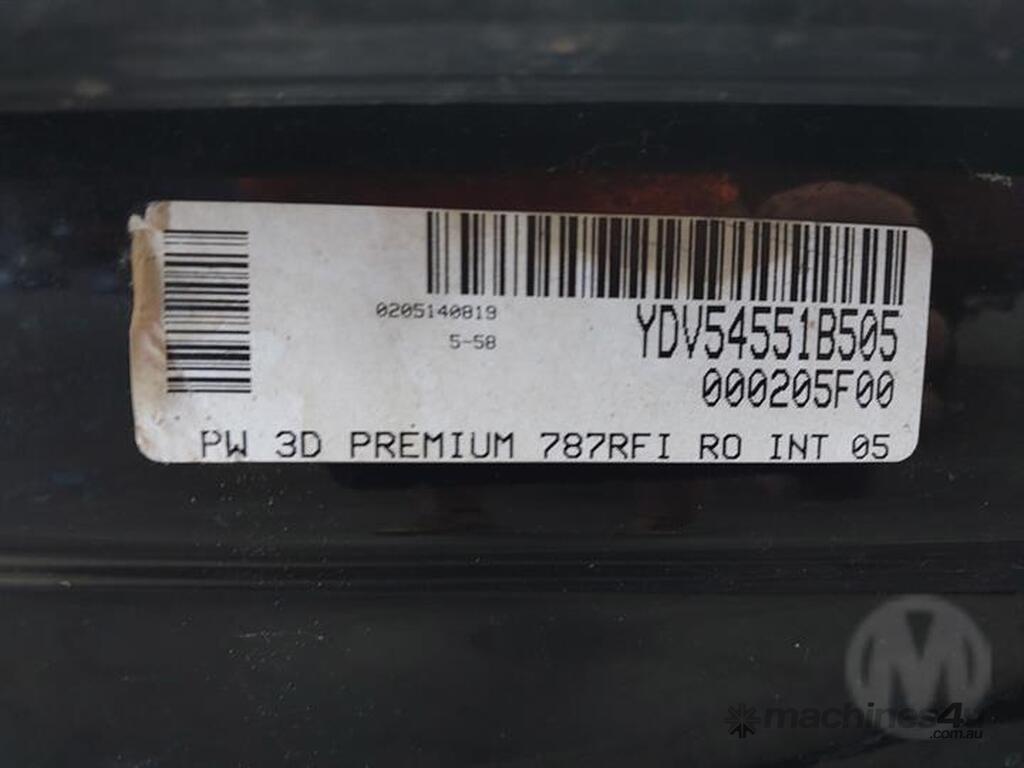 0205140819
5-58
YDV54551B505
000205F00
PW 3D PREMIUM 787RFI RO INT 05
M
machines4u
.com.au